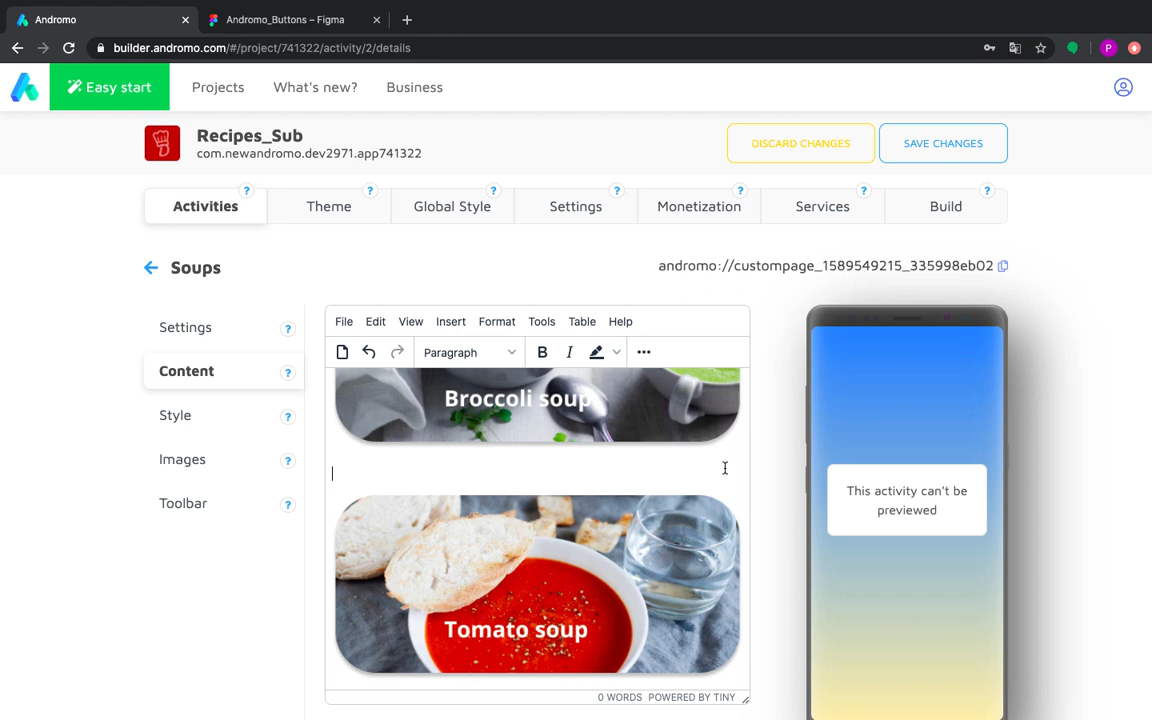 Andromo
Andromo_Buttons – Figma
builder.andromo.com/#/project/741322/activity/2/details
P
Easy start
Projects
What's new?
Business
Recipes_Sub
com.newandromo.dev2971.app741322
DISCARD CHANGES
SAVE CHANGES
? ? ? ? ? ? ?
Activities
Theme
Global Style
Settings
Monetization
Services
Build
Soups
andromo://custompage_1589549215_335998eb02
Settings ?
Content ?
Style ?
Images ?
Toolbar ?
File Edit View Insert Format Tools Table Help
Paragraph B I
Broccoli soup
Tomato soup
0 WORDS POWERED BY TINY
This activity can't be
previewed